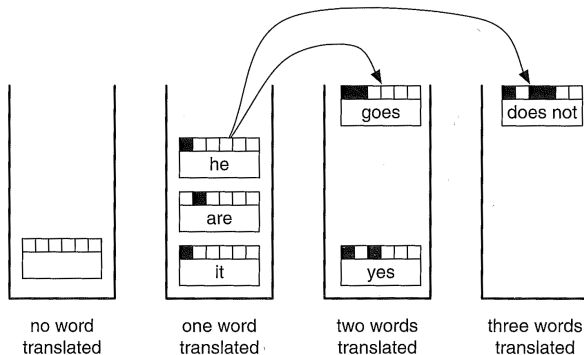 goes
does not
he
are
it
yes
no word
translated
one word
translated
two words
translated
three words
translated